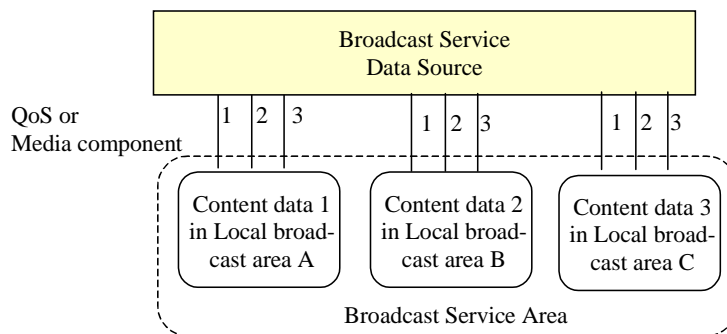 Broadcast Service
Data Source
QoS or
Media component
1 2 3
1 2 3
1 2 3
Content data 1
in Local broad-
cast area A
Content data 2
in Local broad-
cast area B
Content data 3
in Local broad-
cast area C
Broadcast Service Area